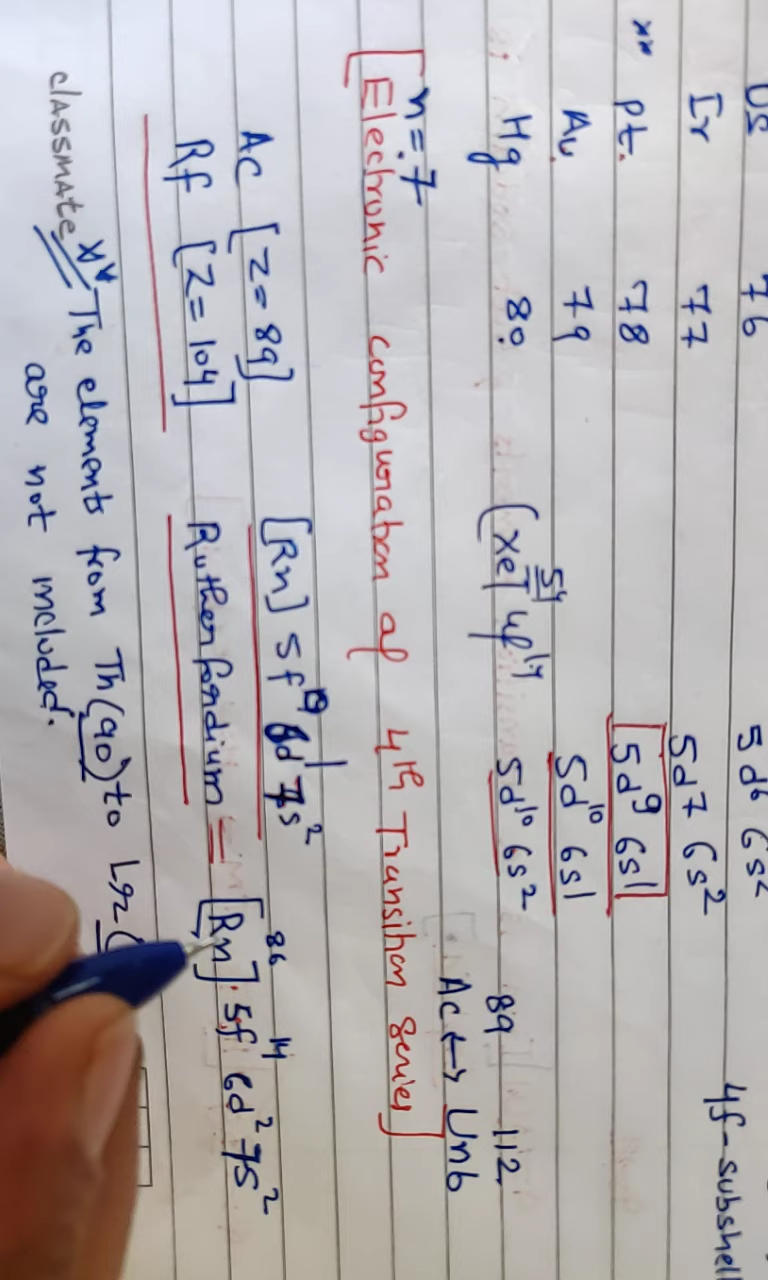 Os 76 5d⁶ 6s²
4f-subshell
Ir 77 5d⁷ 6s²
** Pt. 78 [5d⁹ 6s1]
Au 79 5d¹⁰ 6s1
Hg 80 (Xe] 54 4f¹⁴ 5d¹⁰ 6s²
89 112
n=7 Ac ↔ Unb
[Electronic configuration of 4th Transition series]
Ac [Z=89] [Rn] 5f⁰ 6d¹ 7s²
Rf [Z=104] Rutherfordium = [Rn]⁸⁶ 5f¹⁴ 6d² 7s²
The elements from Th(90) to
classmate
are not included.